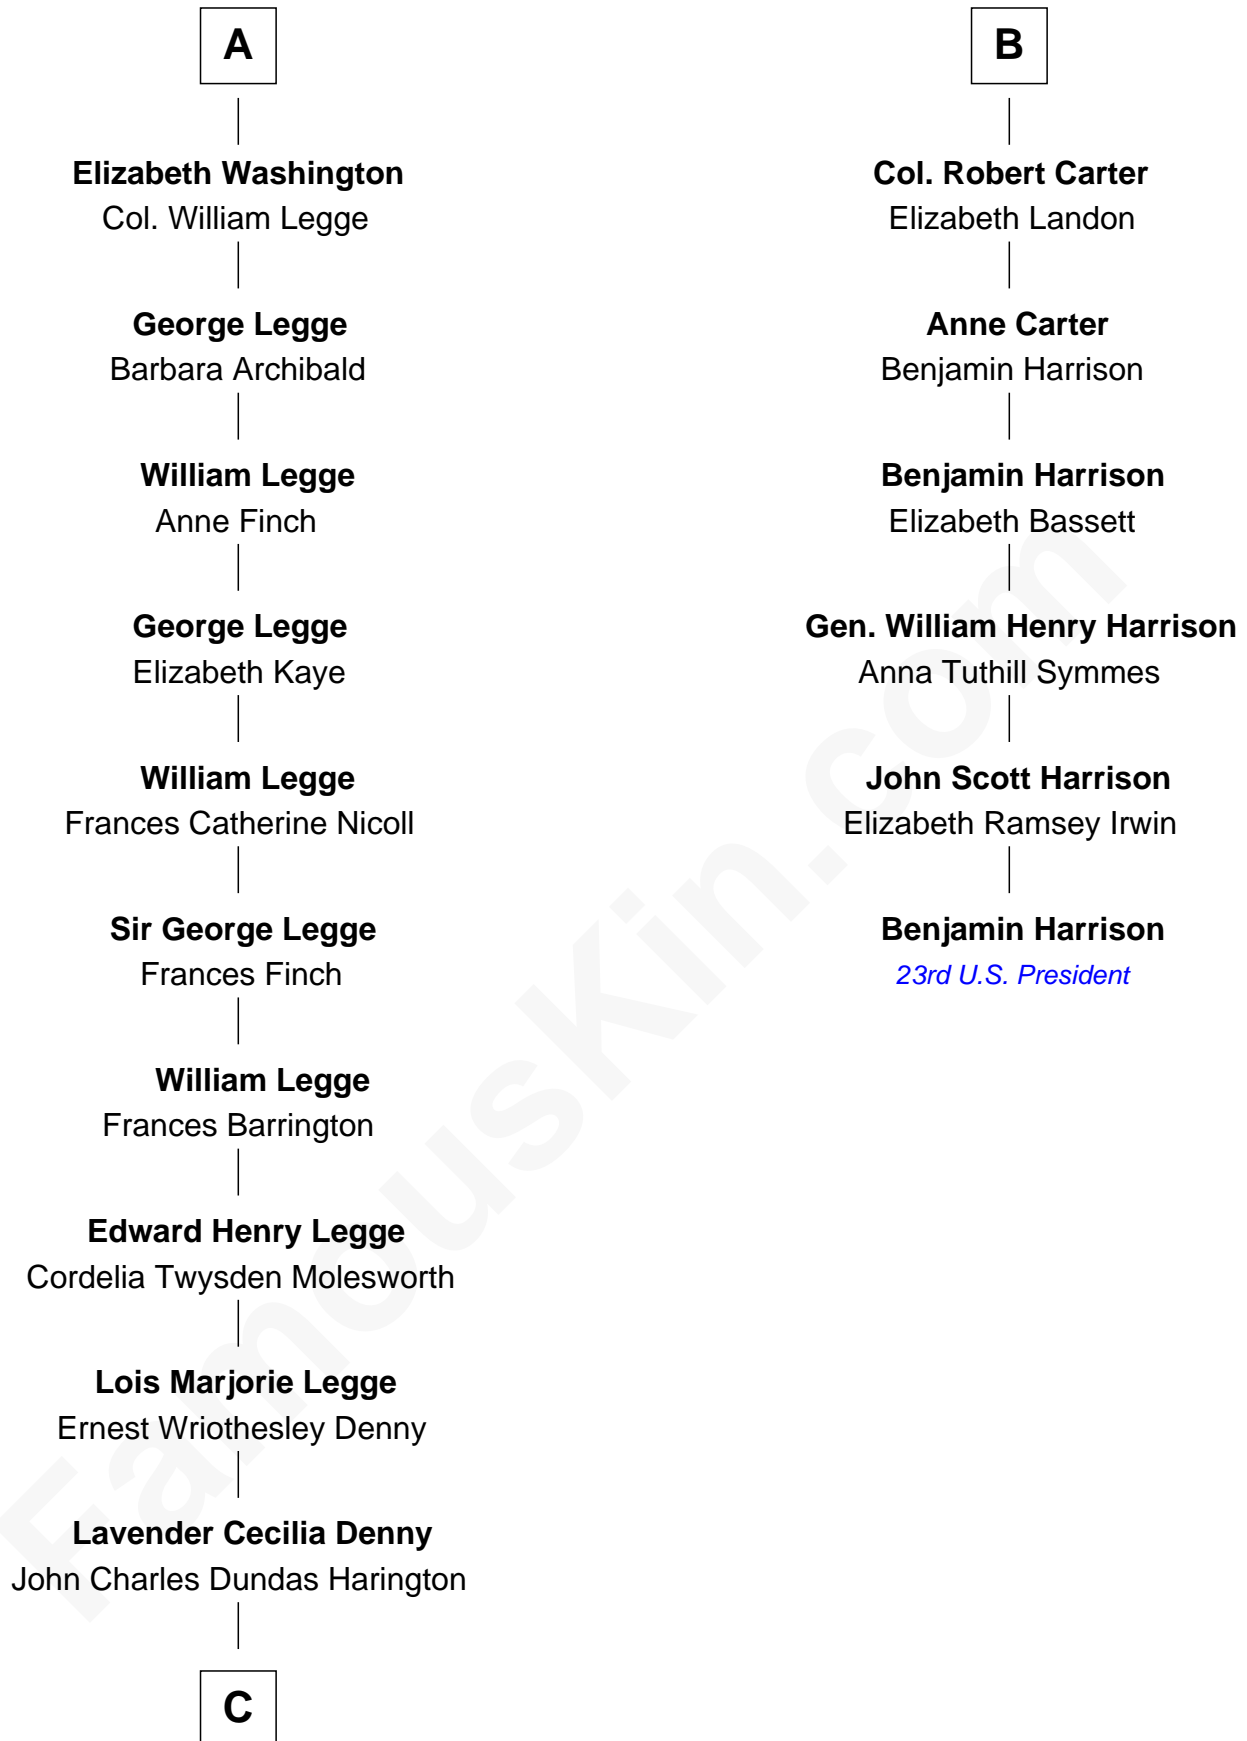 A
Elizabeth Washington
Col. William Legge
George Legge
Barbara Archibald
William Legge
Anne Finch
George Legge
Elizabeth Kaye
William Legge
Frances Catherine Nicoll
Sir George Legge
Frances Finch
William Legge
Frances Barrington
Edward Henry Legge
Cordelia Twysden Molesworth
Lois Marjorie Legge
Ernest Wriothesley Denny
Lavender Cecilia Denny
John Charles Dundas Harington
C
B
Col. Robert Carter
Elizabeth Landon
Anne Carter
Benjamin Harrison
Benjamin Harrison
Elizabeth Bassett
Gen. William Henry Harrison
Anna Tuthill Symmes
John Scott Harrison
Elizabeth Ramsey Irwin
Benjamin Harrison
23rd U.S. President
FamousKin.com